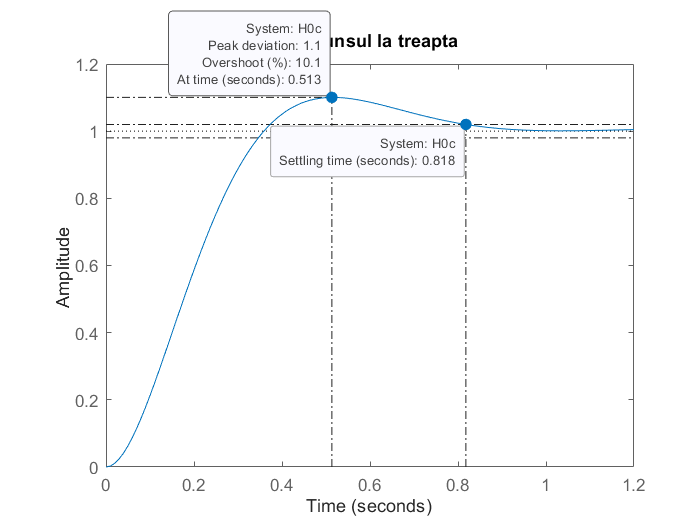 System: H0c
Peak deviation: 1.1
Overshoot (%): 10.1
At time (seconds): 0.513
la treapta
System: H0c
Settling time (seconds): 0.818
Amplitude
1.2
1
0.8
0.6
0.4
0.2
0
0
0.2
0.4
0.6
0.8
1
1.2
Time (seconds)